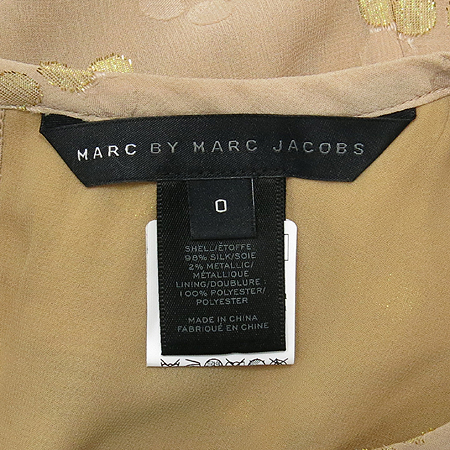 MARC BY MARC JACOBS
0
SHELL/ÉTOFFE:
98% SILK/SOIE
2% METALLIC/
MÉTALLIQUE
LINING/DOUBLURE :
100% POLYESTER/
POLYESTER
MADE IN CHINA
FABRIQUÉ EN CHINE